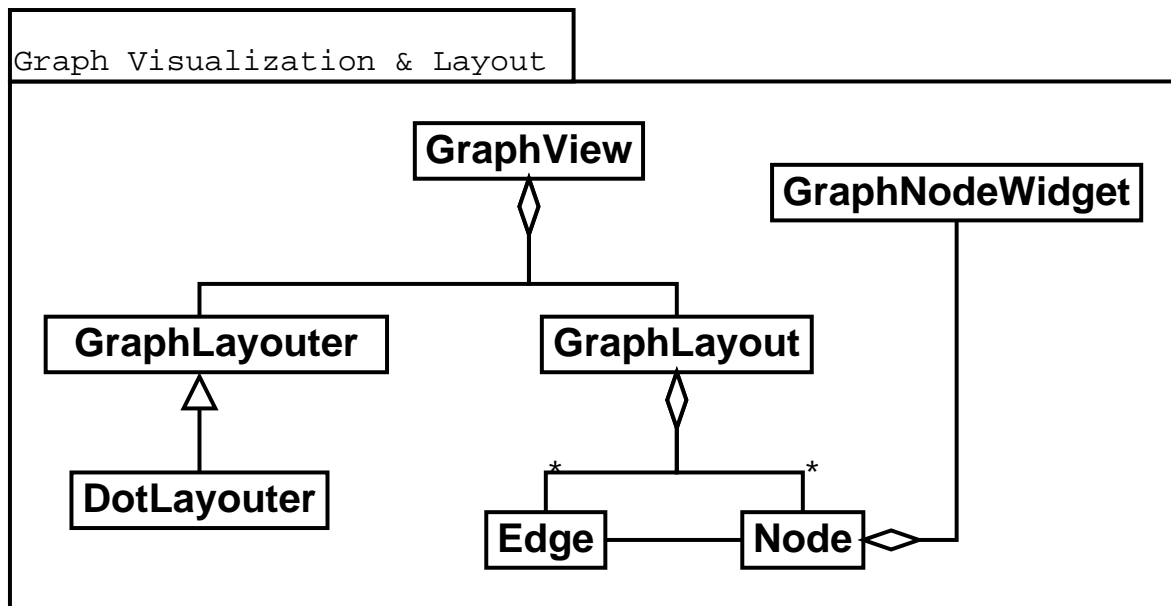 Graph Visualization & Layout
GraphView
GraphNodeWidget
GraphLayouter
GraphLayout
* *
DotLayouter
Edge
Node